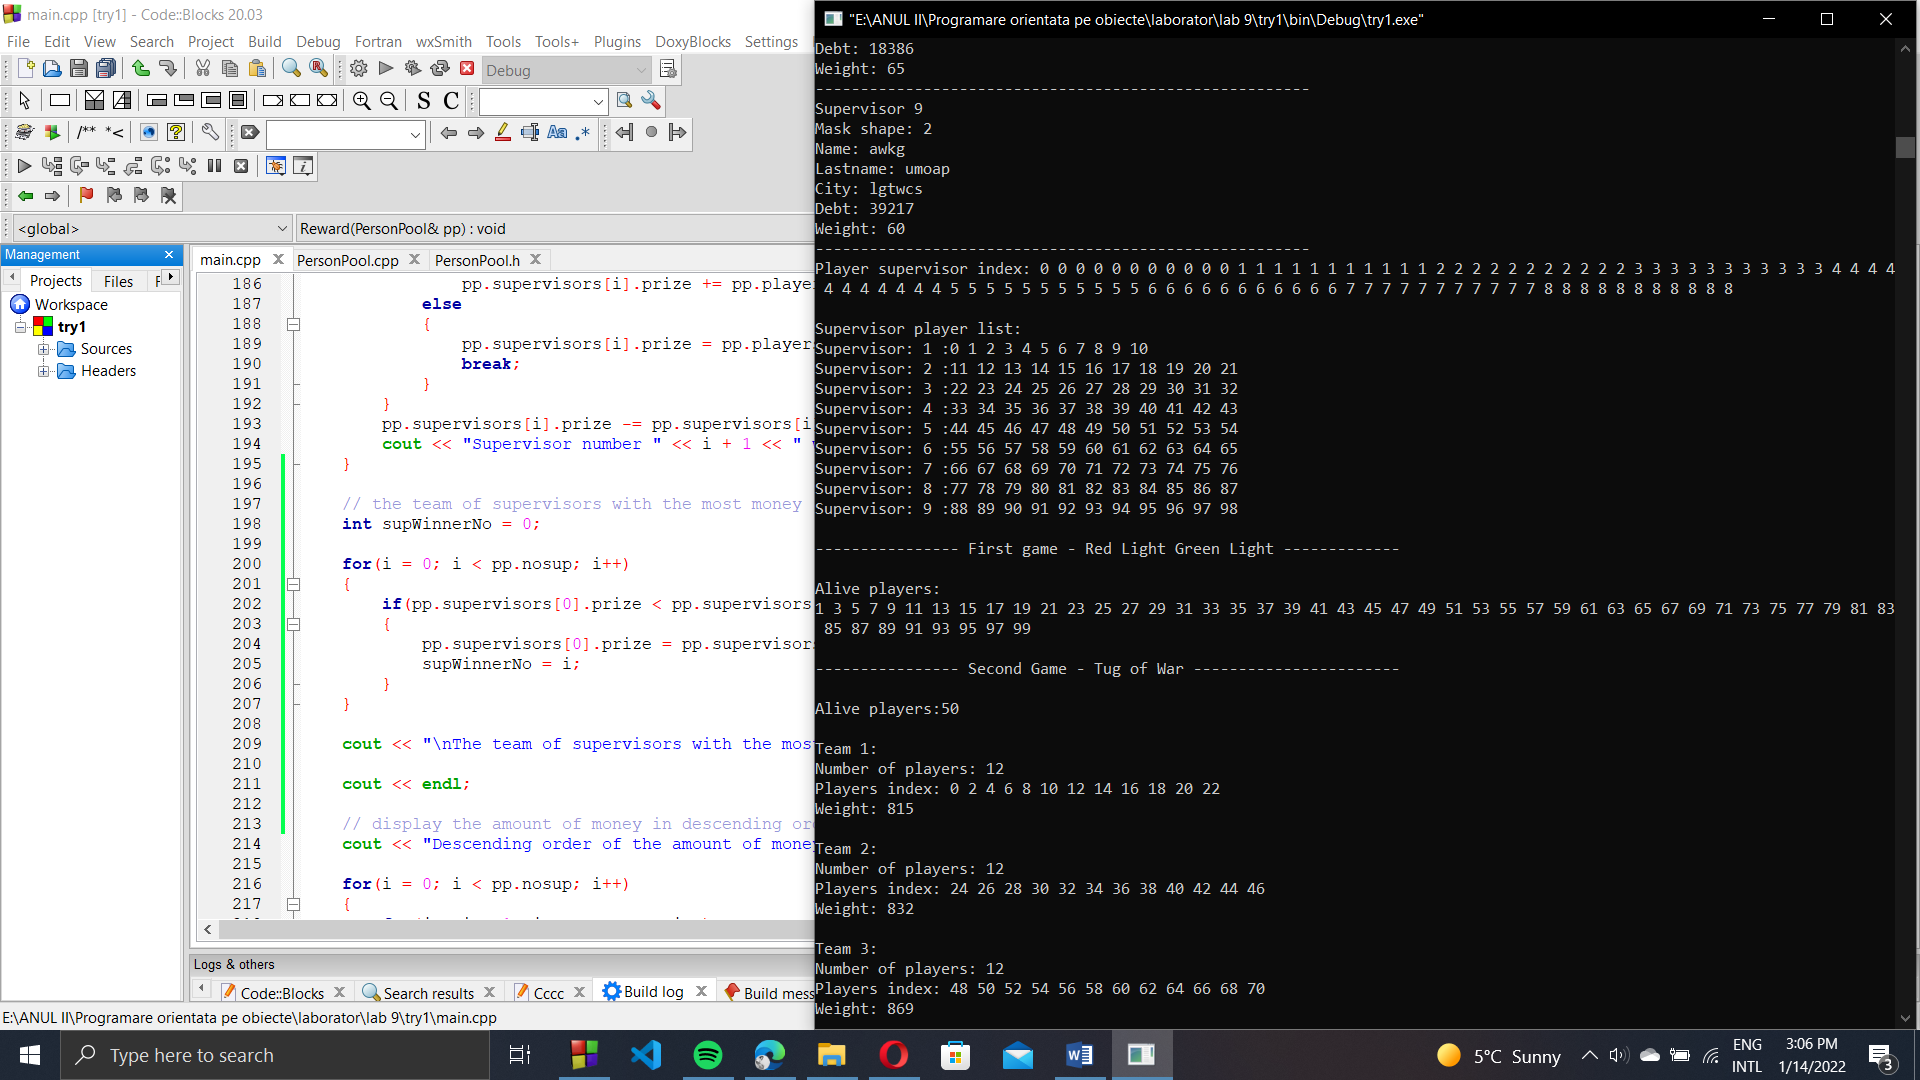 main.cpp [try1] - Code::Blocks 20.03
File Edit View Search Project Build Debug Fortran wxSmith Tools Tools+ Plugins DoxyBlocks Settings
Debug
S C
/** *<
Aa .*
<global>
Reward(PersonPool& pp) : void
Management
Projects Files
Workspace
try1
Sources
Headers
main.cpp PersonPool.cpp PersonPool.h
186 pp.supervisors[i].prize += pp.player
187 else
188 {
189 pp.supervisors[i].prize = pp.player
190 break;
191 }
192 }
193 pp.supervisors[i].prize -= pp.supervisors[i
194 cout << "Supervisor number " << i + 1 << "
195 }
196
197 // the team of supervisors with the most money
198 int supWinnerNo = 0;
199
200 for(i = 0; i < pp.nosup; i++)
201 {
202 if(pp.supervisors[0].prize < pp.supervisors
203 {
204 pp.supervisors[0].prize = pp.supervisor
205 supWinnerNo = i;
206 }
207 }
208
209 cout << "\nThe team of supervisors with the mos
210
211 cout << endl;
212
213 // display the amount of money in descending or
214 cout << "Descending order of the amount of mone
215
216 for(i = 0; i < pp.nosup; i++)
217 {
Logs & others
Code::Blocks Search results Cccc Build log Build mess
E:\ANUL II\Programare orientata pe obiecte\laborator\lab 9\try1\main.cpp
"E:\ANUL II\Programare orientata pe obiecte\laborator\lab 9\try1\bin\Debug\try1.exe"
Debt: 18386
Weight: 65
-------------------------------------------------------
Supervisor 9
Mask shape: 2
Name: awkg
Lastname: umoap
City: lgtwcs
Debt: 39217
Weight: 60
-------------------------------------------------------
Player supervisor index: 0 0 0 0 0 0 0 0 0 0 0 1 1 1 1 1 1 1 1 1 1 1 2 2 2 2 2 2 2 2 2 2 2 3 3 3 3 3 3 3 3 3 3 3 4 4 4 4
4 4 4 4 4 4 4 5 5 5 5 5 5 5 5 5 5 5 6 6 6 6 6 6 6 6 6 6 6 7 7 7 7 7 7 7 7 7 7 7 8 8 8 8 8 8 8 8 8 8 8
Supervisor player list:
Supervisor: 1 :0 1 2 3 4 5 6 7 8 9 10
Supervisor: 2 :11 12 13 14 15 16 17 18 19 20 21
Supervisor: 3 :22 23 24 25 26 27 28 29 30 31 32
Supervisor: 4 :33 34 35 36 37 38 39 40 41 42 43
Supervisor: 5 :44 45 46 47 48 49 50 51 52 53 54
Supervisor: 6 :55 56 57 58 59 60 61 62 63 64 65
Supervisor: 7 :66 67 68 69 70 71 72 73 74 75 76
Supervisor: 8 :77 78 79 80 81 82 83 84 85 86 87
Supervisor: 9 :88 89 90 91 92 93 94 95 96 97 98
---------------- First game - Red Light Green Light -------------
Alive players:
1 3 5 7 9 11 13 15 17 19 21 23 25 27 29 31 33 35 37 39 41 43 45 47 49 51 53 55 57 59 61 63 65 67 69 71 73 75 77 79 81 83
85 87 89 91 93 95 97 99
---------------- Second Game - Tug of War -----------------------
Alive players:50
Team 1:
Number of players: 12
Players index: 0 2 4 6 8 10 12 14 16 18 20 22
Weight: 815
Team 2:
Number of players: 12
Players index: 24 26 28 30 32 34 36 38 40 42 44 46
Weight: 832
Team 3:
Number of players: 12
Players index: 48 50 52 54 56 58 60 62 64 66 68 70
Weight: 869
Type here to search
5°C Sunny
ENG
INTL
3:06 PM
1/14/2022
3